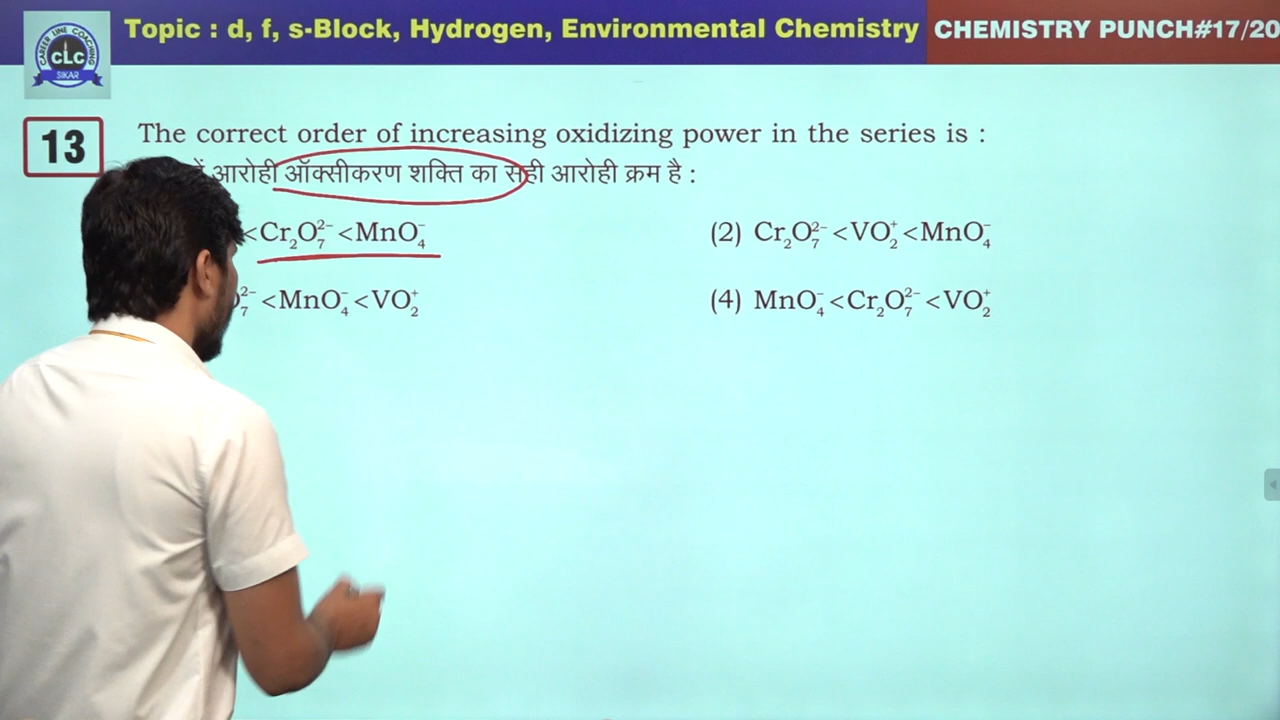 Topic : d, f, s-Block, Hydrogen, Environmental Chemistry
CHEMISTRY PUNCH#17/20
CAREER LINE COACHING
CLC
SIKAR
13
The correct order of increasing oxidizing power in the series is :
आरोही ऑक्सीकरण शक्ति का सही आरोही क्रम है :
<Cr₂O₇²⁻ <MnO₄⁻
(2) Cr₂O₇²⁻ <VO₂⁺ <MnO₄⁻
₇²⁻ <MnO₄⁻ <VO₂⁺
(4) MnO₄⁻ <Cr₂O₇²⁻ <VO₂⁺